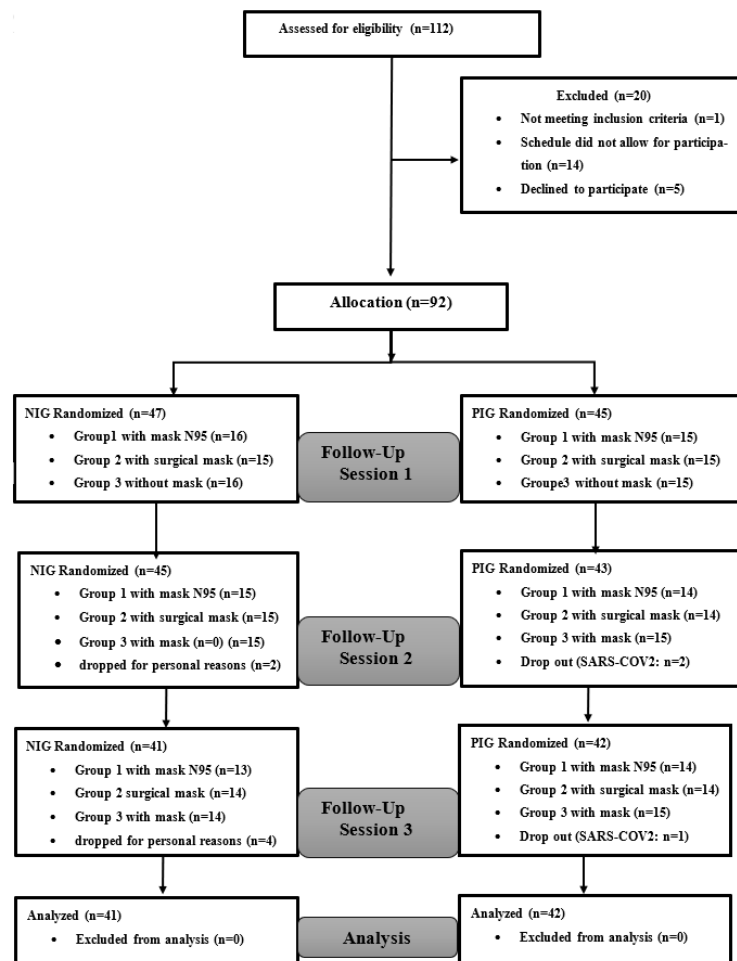 Assessed for eligibility (n=112)
Excluded (n=20)
• Not meeting inclusion criteria (n=1)
• Schedule did not allow for participa-
tion (n=14)
• Declined to participate (n=5)
Allocation (n=92)
NIG Randomized (n=47)
• Group1 with mask N95 (n=16)
• Group 2 with surgical mask (n=15)
• Group 3 without mask (n=16)
Follow-Up
Session 1
PIG Randomized (n=45)
• Group 1 with mask N95 (n=15)
• Group 2 with surgical mask (n=15)
• Groupe3 without mask (n=15)
NIG Randomized (n=45)
• Group 1 with mask N95 (n=15)
• Group 2 with surgical mask (n=15)
• Group 3 with mask (n=0) (n=15)
• dropped for personal reasons (n=2)
Follow-Up
Session 2
PIG Randomized (n=43)
• Group 1 with mask N95 (n=14)
• Group 2 with surgical mask (n=14)
• Group 3 with mask (n=15)
• Drop out (SARS-COV2: n=2)
NIG Randomized (n=41)
• Group 1 with mask N95 (n=13)
• Group 2 surgical mask (n=14)
• Group 3 with mask (n=14)
• dropped for personal reasons (n=4)
Follow-Up
Session 3
PIG Randomized (n=42)
• Group 1 with mask N95 (n=14)
• Group 2 with surgical mask (n=14)
• Group 3 with mask (n=15)
• Drop out (SARS-COV2: n=1)
Analyzed (n=41)
• Excluded from analysis (n=0)
Analysis
Analyzed (n=42)
• Excluded from analysis (n=0)